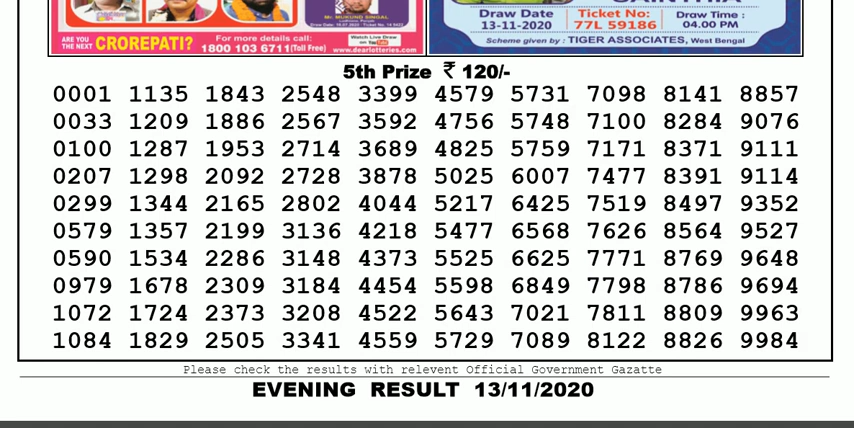 SAINTHIA
Mr. MUKUND SINGAL
Draw Date
13-11-2020
Ticket No:
77L 59186
Draw Time :
04.00 PM
ARE YOU
THE NEXT CROREPATI?
For more details call:
1800 103 6711(Toll Free)
Watch Live Draw
on YouTube
www.dearlotteries.com
Scheme given by : TIGER ASSOCIATES, West Bengal
5th Prize ₹ 120/-
0001 1135 1843 2548 3399 4579 5731 7098 8141 8857
0033 1209 1886 2567 3592 4756 5748 7100 8284 9076
0100 1287 1953 2714 3689 4825 5759 7171 8371 9111
0207 1298 2092 2728 3878 5025 6007 7477 8391 9114
0299 1344 2165 2802 4044 5217 6425 7519 8497 9352
0579 1357 2199 3136 4218 5477 6568 7626 8564 9527
0590 1534 2286 3148 4373 5525 6625 7771 8769 9648
0979 1678 2309 3184 4454 5598 6849 7798 8786 9694
1072 1724 2373 3208 4522 5643 7021 7811 8809 9963
1084 1829 2505 3341 4559 5729 7089 8122 8826 9984
Please check the results with relevent Official Government Gazatte
EVENING RESULT 13/11/2020